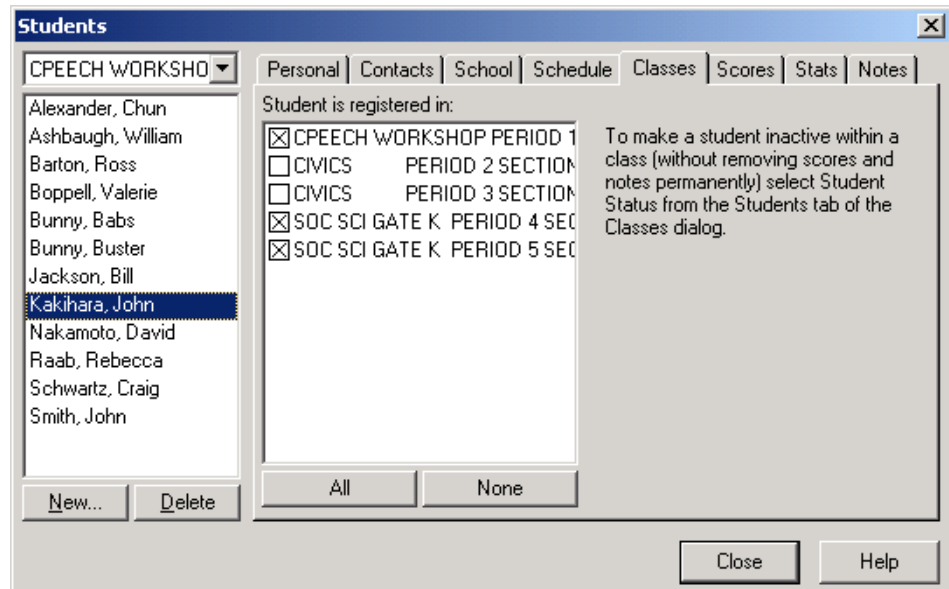 Students
CPEECH WORKSHO
Alexander, Chun
Ashbaugh, William
Barton, Ross
Boppell, Valerie
Bunny, Babs
Bunny, Buster
Jackson, Bill
Kakihara, John
Nakamoto, David
Raab, Rebecca
Schwartz, Craig
Smith, John
New...
Delete
Personal
Contacts
School
Schedule
Classes
Scores
Stats
Notes
Student is registered in:
CPEECH WORKSHOP PERIOD 1
CIVICS PERIOD 2 SECTION
CIVICS PERIOD 3 SECTION
SOC SCI GATE K PERIOD 4 SEC
SOC SCI GATE K PERIOD 5 SEC
All
None
To make a student inactive within a
class (without removing scores and
notes permanently) select Student
Status from the Students tab of the
Classes dialog.
Close
Help